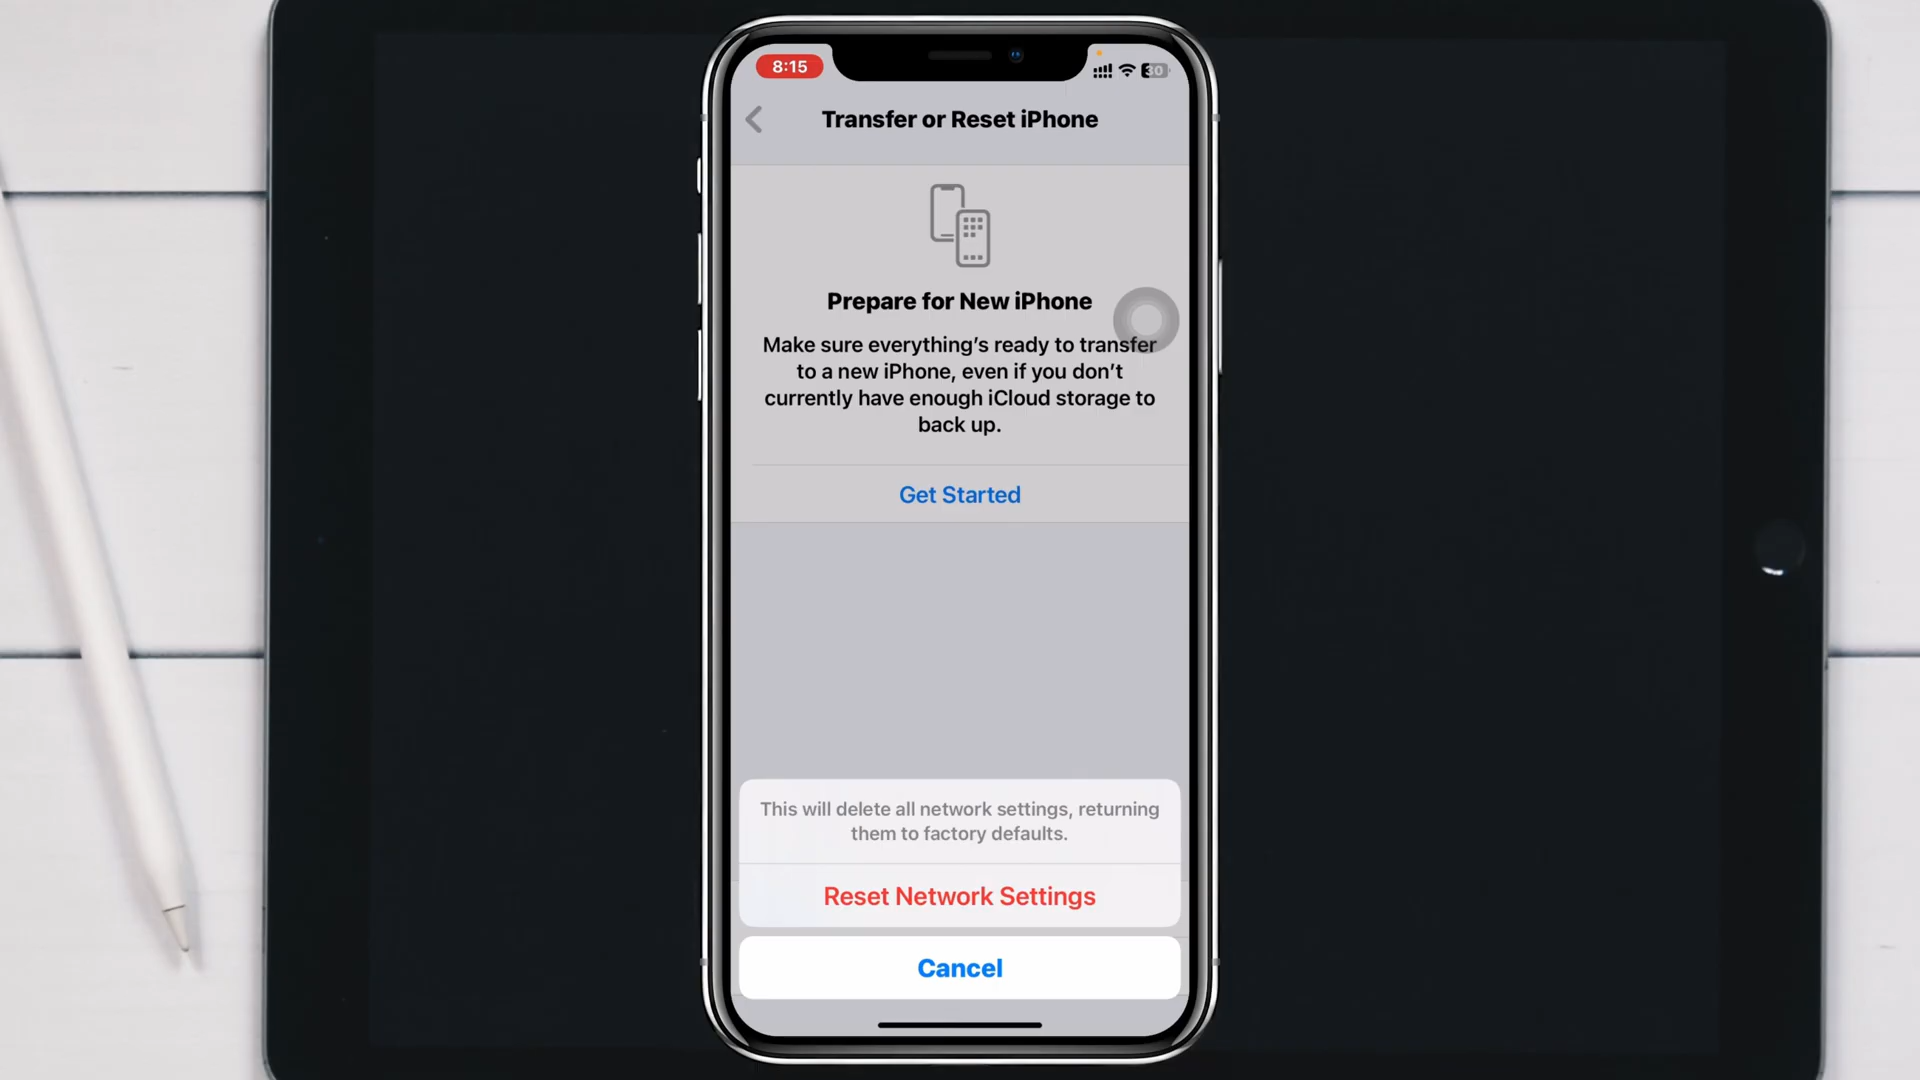 8:15
30
Transfer or Reset iPhone
Prepare for New iPhone
Make sure everything's ready to transfer
to a new iPhone, even if you don't
currently have enough iCloud storage to
back up.
Get Started
This will delete all network settings, returning
them to factory defaults.
Reset Network Settings
Cancel